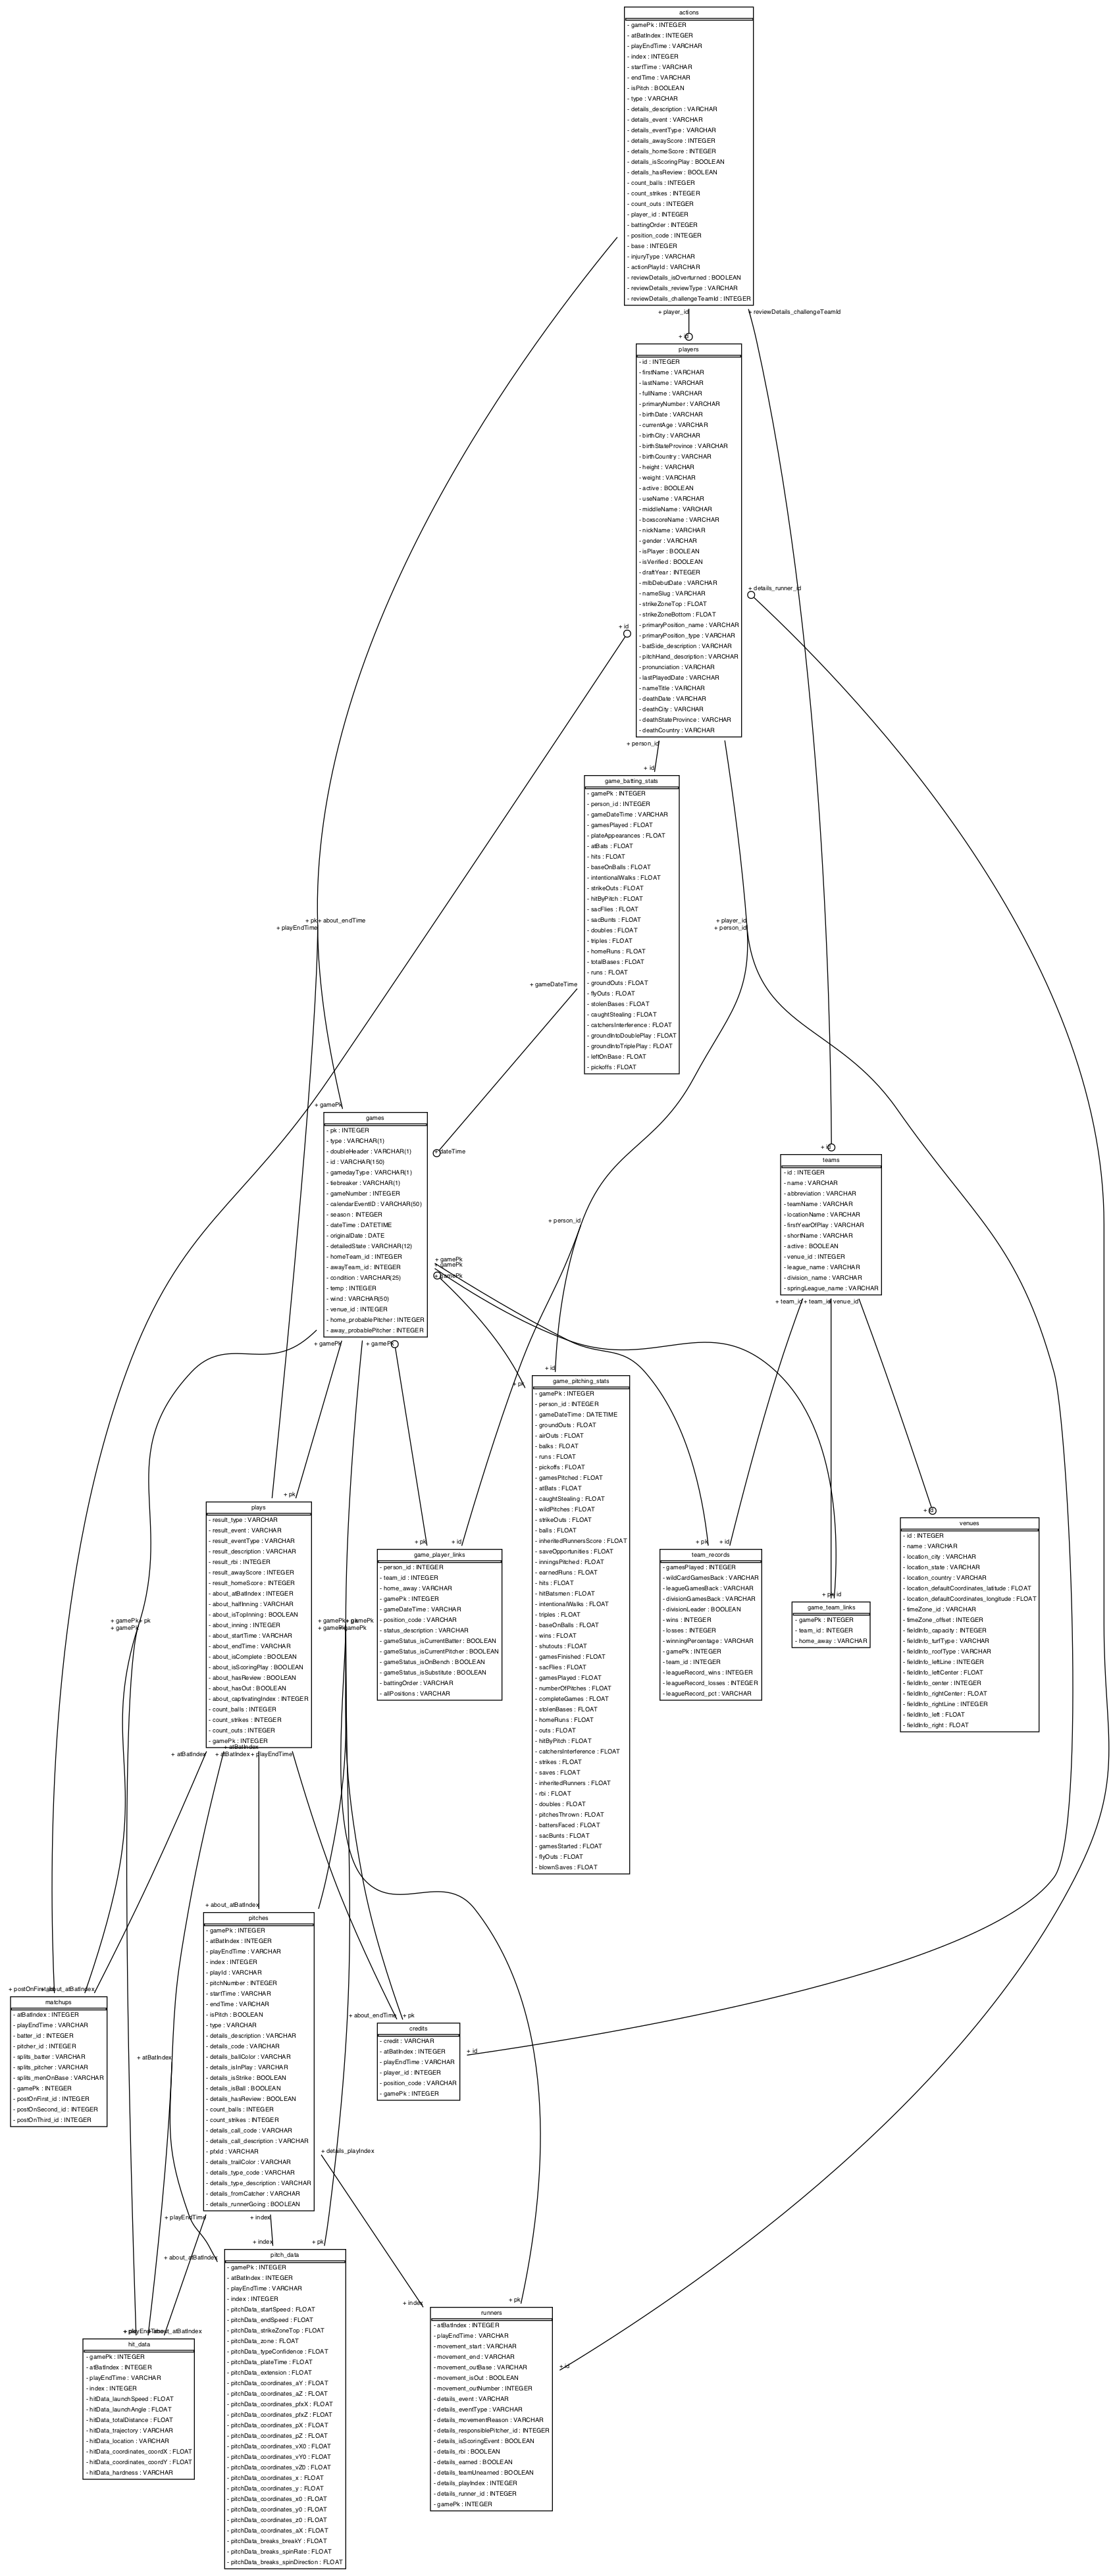 actions
- gamePk : INTEGER
- atBatIndex : INTEGER
- playEndTime : VARCHAR
- index : INTEGER
- startTime : VARCHAR
- endTime : VARCHAR
- isPitch : BOOLEAN
- type : VARCHAR
- details_description : VARCHAR
- details_event : VARCHAR
- details_eventType : VARCHAR
- details_awayScore : INTEGER
- details_homeScore : INTEGER
- details_isScoringPlay : BOOLEAN
- details_hasReview : BOOLEAN
- count_balls : INTEGER
- count_strikes : INTEGER
- count_outs : INTEGER
- player_id : INTEGER
- battingOrder : INTEGER
- position_code : INTEGER
- base : INTEGER
- injuryType : VARCHAR
- actionPlayId : VARCHAR
- reviewDetails_isOverturned : BOOLEAN
- reviewDetails_reviewType : VARCHAR
- reviewDetails_challengeTeamId : INTEGER
+ player_id
+ reviewDetails_challengeTeamId
+ id
players
- id : INTEGER
- firstName : VARCHAR
- lastName : VARCHAR
- fullName : VARCHAR
- primaryNumber : VARCHAR
- birthDate : VARCHAR
- currentAge : VARCHAR
- birthCity : VARCHAR
- birthStateProvince : VARCHAR
- birthCountry : VARCHAR
- height : VARCHAR
- weight : VARCHAR
- active : BOOLEAN
- useName : VARCHAR
- middleName : VARCHAR
- boxscoreName : VARCHAR
- nickName : VARCHAR
- gender : VARCHAR
- isPlayer : BOOLEAN
- isVerified : BOOLEAN
- draftYear : INTEGER
- mlbDebutDate : VARCHAR
- nameSlug : VARCHAR
- strikeZoneTop : FLOAT
- strikeZoneBottom : FLOAT
- primaryPosition_name : VARCHAR
- primaryPosition_type : VARCHAR
- batSide_description : VARCHAR
- pitchHand_description : VARCHAR
- pronunciation : VARCHAR
- lastPlayedDate : VARCHAR
- nameTitle : VARCHAR
- deathDate : VARCHAR
- deathCity : VARCHAR
- deathStateProvince : VARCHAR
- deathCountry : VARCHAR
+ details_runner_id
+ id
+ person_id
+ id
game_batting_stats
- gamePk : INTEGER
- person_id : INTEGER
- gameDateTime : VARCHAR
- gamesPlayed : FLOAT
- plateAppearances : FLOAT
- atBats : FLOAT
- hits : FLOAT
- baseOnBalls : FLOAT
- intentionalWalks : FLOAT
- strikeOuts : FLOAT
- hitByPitch : FLOAT
- sacFlies : FLOAT
- sacBunts : FLOAT
- doubles : FLOAT
- triples : FLOAT
- homeRuns : FLOAT
- totalBases : FLOAT
- runs : FLOAT
- groundOuts : FLOAT
- flyOuts : FLOAT
- stolenBases : FLOAT
- caughtStealing : FLOAT
- catchersInterference : FLOAT
- groundIntoDoublePlay : FLOAT
- groundIntoTriplePlay : FLOAT
- leftOnBase : FLOAT
- pickoffs : FLOAT
+ pk + about_endTime
+ playEndTime
+ player_id
+ person_id
+ gameDateTime
+ gamePk
games
- pk : INTEGER
- type : VARCHAR(1)
- doubleHeader : VARCHAR(1)
- id : VARCHAR(150)
- gamedayType : VARCHAR(1)
- tiebreaker : VARCHAR(1)
- gameNumber : INTEGER
- calendarEventID : VARCHAR(50)
- season : INTEGER
- dateTime : DATETIME
- originalDate : DATE
- detailedState : VARCHAR(12)
- homeTeam_id : INTEGER
- awayTeam_id : INTEGER
- condition : VARCHAR(25)
- temp : INTEGER
- wind : VARCHAR(50)
- venue_id : INTEGER
- home_probablePitcher : INTEGER
- away_probablePitcher : INTEGER
+ dateTime
+ person_id
+ gamePk
+ gamePk
+ gamePk
+ gamePk
+ gamePk
+ id
teams
- id : INTEGER
- name : VARCHAR
- abbreviation : VARCHAR
- teamName : VARCHAR
- locationName : VARCHAR
- firstYearOfPlay : VARCHAR
- shortName : VARCHAR
- active : BOOLEAN
- venue_id : INTEGER
- league_name : VARCHAR
- division_name : VARCHAR
- springLeague_name : VARCHAR
+ team_id + team_id venue_id
+ id
+ pk
game_pitching_stats
- gamePk : INTEGER
- person_id : INTEGER
- gameDateTime : DATETIME
- groundOuts : FLOAT
- airOuts : FLOAT
- balks : FLOAT
- runs : FLOAT
- pickoffs : FLOAT
- gamesPitched : FLOAT
- atBats : FLOAT
- caughtStealing : FLOAT
- wildPitches : FLOAT
- strikeOuts : FLOAT
- balls : FLOAT
- inheritedRunnersScore : FLOAT
- saveOpportunities : FLOAT
- inningsPitched : FLOAT
- earnedRuns : FLOAT
- hits : FLOAT
- hitBatsmen : FLOAT
- intentionalWalks : FLOAT
- triples : FLOAT
- baseOnBalls : FLOAT
- wins : FLOAT
- shutouts : FLOAT
- gamesFinished : FLOAT
- sacFlies : FLOAT
- gamesPlayed : FLOAT
- numberOfPitches : FLOAT
- completeGames : FLOAT
- stolenBases : FLOAT
- homeRuns : FLOAT
- outs : FLOAT
- hitByPitch : FLOAT
- catchersInterference : FLOAT
- strikes : FLOAT
- saves : FLOAT
- inheritedRunners : FLOAT
- rbi : FLOAT
- doubles : FLOAT
- pitchesThrown : FLOAT
- battersFaced : FLOAT
- sacBunts : FLOAT
- gamesStarted : FLOAT
- flyOuts : FLOAT
- blownSaves : FLOAT
+ pk
plays
- result_type : VARCHAR
- result_event : VARCHAR
- result_eventType : VARCHAR
- result_description : VARCHAR
- result_rbi : INTEGER
- result_awayScore : INTEGER
- result_homeScore : INTEGER
- about_atBatIndex : INTEGER
- about_halfInning : VARCHAR
- about_isTopInning : BOOLEAN
- about_inning : INTEGER
- about_startTime : VARCHAR
- about_endTime : VARCHAR
- about_isComplete : BOOLEAN
- about_isScoringPlay : BOOLEAN
- about_hasReview : BOOLEAN
- about_hasOut : BOOLEAN
- about_captivatingIndex : INTEGER
- count_balls : INTEGER
- count_strikes : INTEGER
- count_outs : INTEGER
- gamePk : INTEGER
+ pk
+ id
game_player_links
- person_id : INTEGER
- team_id : INTEGER
- home_away : VARCHAR
- gamePk : INTEGER
- gameDateTime : VARCHAR
- position_code : VARCHAR
- status_description : VARCHAR
- gameStatus_isCurrentBatter : BOOLEAN
- gameStatus_isCurrentPitcher : BOOLEAN
- gameStatus_isOnBench : BOOLEAN
- gameStatus_isSubstitute : BOOLEAN
- battingOrder : VARCHAR
- allPositions : VARCHAR
+ pk
+ id
team_records
- gamesPlayed : INTEGER
- wildCardGamesBack : VARCHAR
- leagueGamesBack : VARCHAR
- divisionGamesBack : VARCHAR
- divisionLeader : BOOLEAN
- wins : INTEGER
- losses : INTEGER
- winningPercentage : VARCHAR
- gamePk : INTEGER
- team_id : INTEGER
- leagueRecord_wins : INTEGER
- leagueRecord_losses : INTEGER
- leagueRecord_pct : VARCHAR
+ pk id
game_team_links
- gamePk : INTEGER
- team_id : INTEGER
- home_away : VARCHAR
+ id
venues
- id : INTEGER
- name : VARCHAR
- location_city : VARCHAR
- location_state : VARCHAR
- location_country : VARCHAR
- location_defaultCoordinates_latitude : FLOAT
- location_defaultCoordinates_longitude : FLOAT
- timeZone_id : VARCHAR
- timeZone_offset : INTEGER
- fieldInfo_capacity : INTEGER
- fieldInfo_turfType : VARCHAR
- fieldInfo_roofType : VARCHAR
- fieldInfo_leftLine : INTEGER
- fieldInfo_leftCenter : FLOAT
- fieldInfo_center : INTEGER
- fieldInfo_rightCenter : FLOAT
- fieldInfo_rightLine : INTEGER
- fieldInfo_left : FLOAT
- fieldInfo_right : FLOAT
+ gamePk + pk
+ gamePk
+ gamePk + gamePk
+ gamePk gamePk
+ atBatIndex
+ atBatIndex
+ atBatIndex + playEndTime
+ about_atBatIndex
pitches
- gamePk : INTEGER
- atBatIndex : INTEGER
- playEndTime : VARCHAR
- index : INTEGER
- playId : VARCHAR
- pitchNumber : INTEGER
- startTime : VARCHAR
- endTime : VARCHAR
- isPitch : BOOLEAN
- type : VARCHAR
- details_description : VARCHAR
- details_code : VARCHAR
- details_ballColor : VARCHAR
- details_isInPlay : VARCHAR
- details_isStrike : BOOLEAN
- details_isBall : BOOLEAN
- details_hasReview : BOOLEAN
- count_balls : INTEGER
- count_strikes : INTEGER
- details_call_code : VARCHAR
- details_call_description : VARCHAR
- pfxId : VARCHAR
- details_trailColor : VARCHAR
- details_type_code : VARCHAR
- details_type_description : VARCHAR
- details_fromCatcher : VARCHAR
- details_runnerGoing : BOOLEAN
matchups
- atBatIndex : INTEGER
- playEndTime : VARCHAR
- batter_id : INTEGER
- pitcher_id : INTEGER
- splits_batter : VARCHAR
- splits_pitcher : VARCHAR
- splits_menOnBase : VARCHAR
- gamePk : INTEGER
- postOnFirst_id : INTEGER
- postOnSecond_id : INTEGER
- postOnThird_id : INTEGER
+ about_endTime
+ pk
credits
- credit : VARCHAR
- atBatIndex : INTEGER
- playEndTime : VARCHAR
- player_id : INTEGER
- position_code : VARCHAR
- gamePk : INTEGER
+ id
+ atBatIndex
+ details_playIndex
+ playEndTime
+ index
+ index
+ pk
+ about_atBatIndex
pitch_data
- gamePk : INTEGER
- atBatIndex : INTEGER
- playEndTime : VARCHAR
- index : INTEGER
- pitchData_startSpeed : FLOAT
- pitchData_endSpeed : FLOAT
- pitchData_strikeZoneTop : FLOAT
- pitchData_zone : FLOAT
- pitchData_typeConfidence : FLOAT
- pitchData_plateTime : FLOAT
- pitchData_extension : FLOAT
- pitchData_coordinates_aY : FLOAT
- pitchData_coordinates_aZ : FLOAT
- pitchData_coordinates_pfxX : FLOAT
- pitchData_coordinates_pfxZ : FLOAT
- pitchData_coordinates_pX : FLOAT
- pitchData_coordinates_pZ : FLOAT
- pitchData_coordinates_vX0 : FLOAT
- pitchData_coordinates_vY0 : FLOAT
- pitchData_coordinates_vZ0 : FLOAT
- pitchData_coordinates_x : FLOAT
- pitchData_coordinates_y : FLOAT
- pitchData_coordinates_x0 : FLOAT
- pitchData_coordinates_y0 : FLOAT
- pitchData_coordinates_z0 : FLOAT
- pitchData_coordinates_aX : FLOAT
- pitchData_breaks_breakY : FLOAT
- pitchData_breaks_spinRate : FLOAT
- pitchData_breaks_spinDirection : FLOAT
+ index
+ pk
runners
- atBatIndex : INTEGER
- playEndTime : VARCHAR
- movement_start : VARCHAR
- movement_end : VARCHAR
- movement_outBase : VARCHAR
- movement_isOut : BOOLEAN
- movement_outNumber : INTEGER
- details_event : VARCHAR
- details_eventType : VARCHAR
- details_movementReason : VARCHAR
- details_responsiblePitcher_id : INTEGER
- details_isScoringEvent : BOOLEAN
- details_rbi : BOOLEAN
- details_earned : BOOLEAN
- details_teamUnearned : BOOLEAN
- details_playIndex : INTEGER
- details_runner_id : INTEGER
- gamePk : INTEGER
+ id
hit_data
- gamePk : INTEGER
- atBatIndex : INTEGER
- playEndTime : VARCHAR
- index : INTEGER
- hitData_launchSpeed : FLOAT
- hitData_launchAngle : FLOAT
- hitData_totalDistance : FLOAT
- hitData_trajectory : VARCHAR
- hitData_location : VARCHAR
- hitData_coordinates_coordX : FLOAT
- hitData_coordinates_coordY : FLOAT
- hitData_hardness : VARCHAR